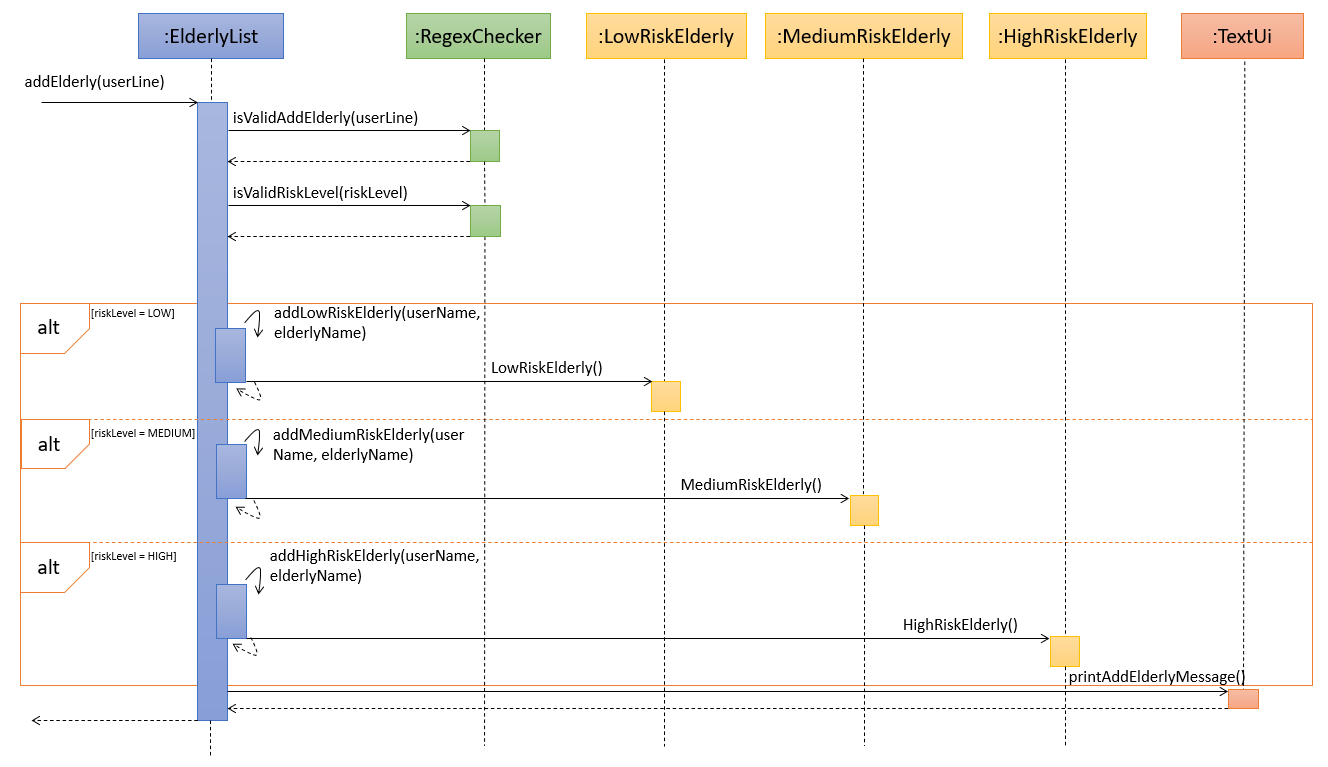 :ElderlyList
:RegexChecker
:LowRiskElderly
:MediumRiskElderly
:HighRiskElderly
:TextUi
addElderly(userLine)
isValidAddElderly(userLine)
isValidRiskLevel(riskLevel)
alt
[riskLevel = LOW]
addLowRiskElderly(userName,
elderlyName)
LowRiskElderly()
alt
[riskLevel = MEDIUM]
addMediumRiskElderly(user
Name, elderlyName)
MediumRiskElderly()
alt
[riskLevel = HIGH]
addHighRiskElderly(userName,
elderlyName)
HighRiskElderly()
printAddElderlyMessage()